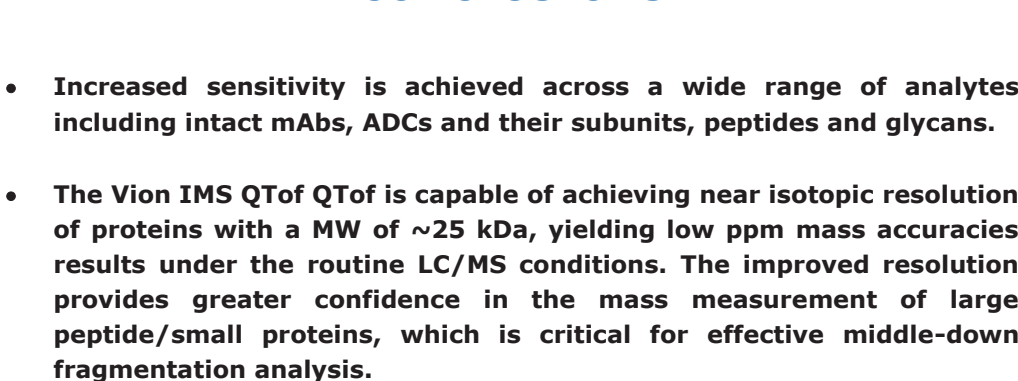 • Increased sensitivity is achieved across a wide range of analytes
including intact mAbs, ADCs and their subunits, peptides and glycans.
• The Vion IMS QTof QTof is capable of achieving near isotopic resolution
of proteins with a MW of ~25 kDa, yielding low ppm mass accuracies
results under the routine LC/MS conditions. The improved resolution
provides greater confidence in the mass measurement of large
peptide/small proteins, which is critical for effective middle-down
fragmentation analysis.